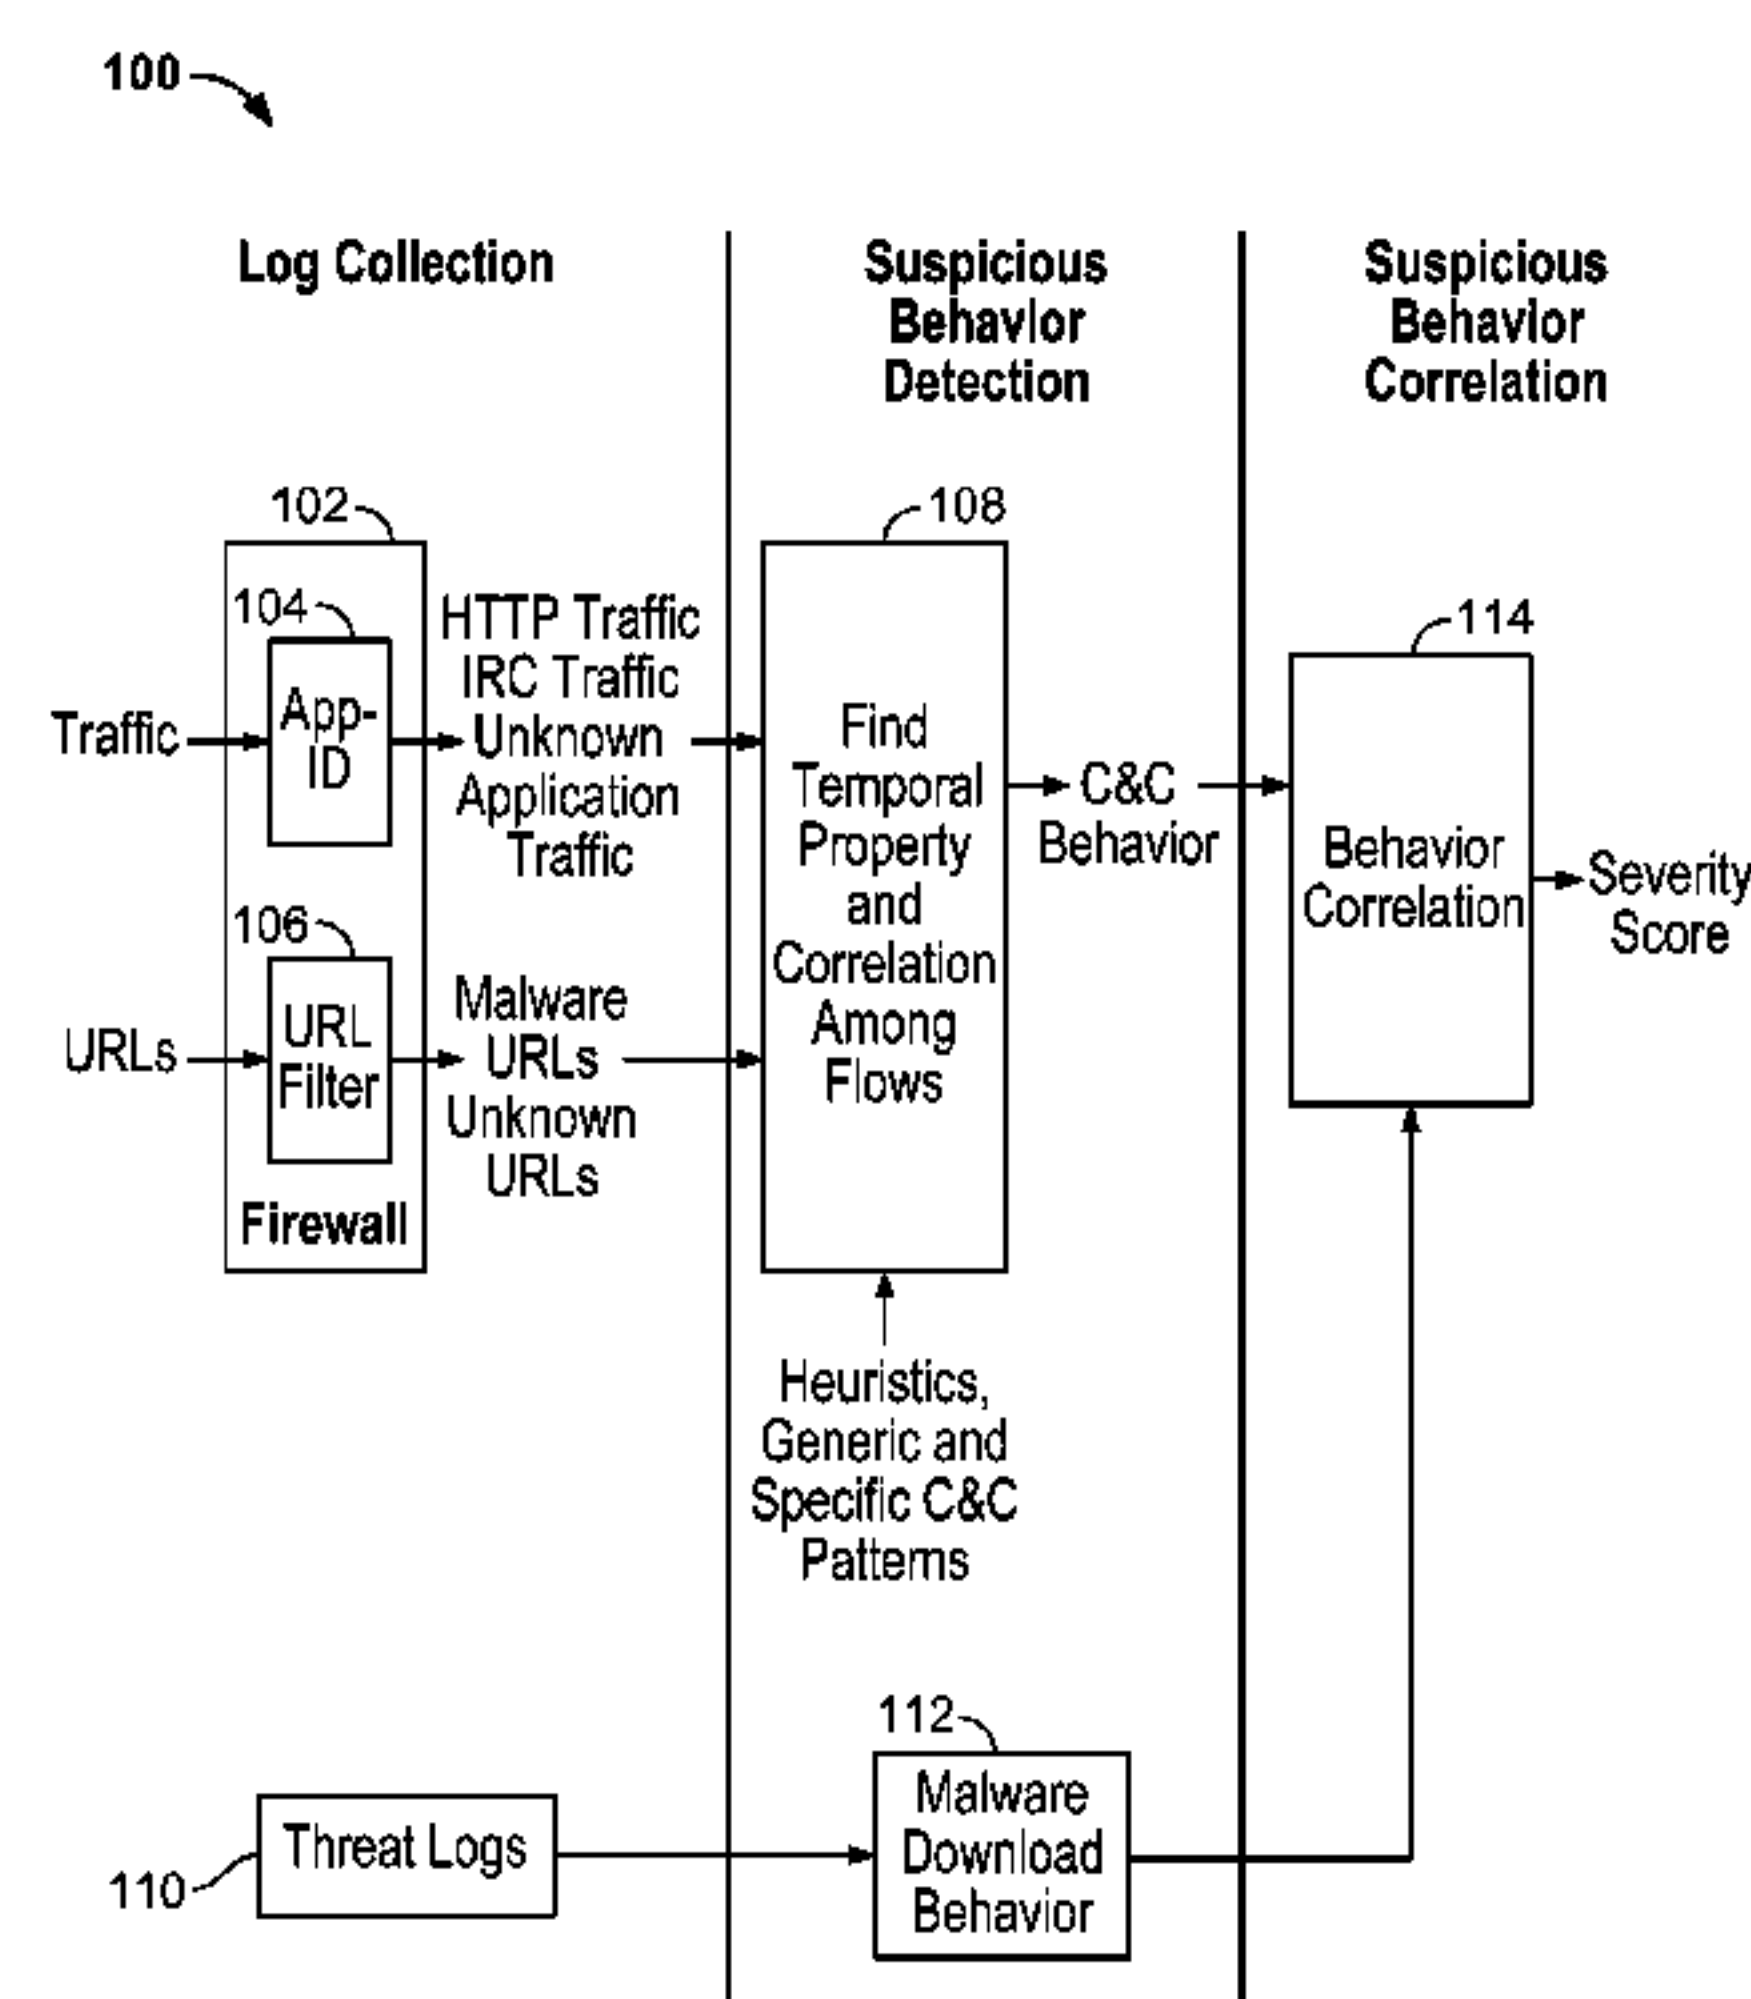 100
Log Collection
Suspicious
Behavior
Detection
Suspicious
Behavior
Correlation
102
104
App-
ID
Traffic
HTTP Traffic
IRC Traffic
Unknown
Application
Traffic
106
URL
Filter
URLs
Malware
URLs
Unknown
URLs
Firewall
108
Find
Temporal
Property
and
Correlation
Among
Flows
C&C
Behavior
114
Behavior
Correlation
Severity
Score
Heuristics,
Generic and
Specific C&C
Patterns
110
Threat Logs
112
Malware
Download
Behavior